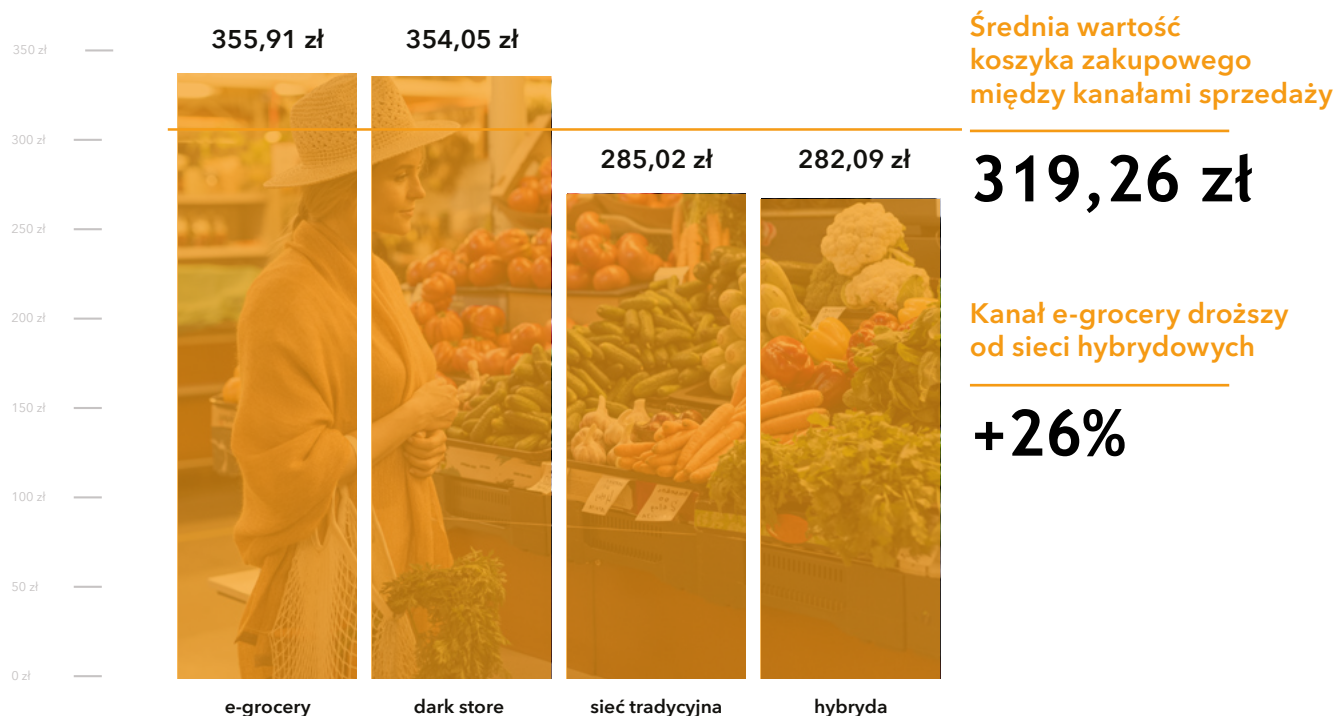 350 zł
300 zł
250 zł
200 zł
150 zł
100 zł
50 zł
0 zł
355,91 zł
354,05 zł
285,02 zł
282,09 zł
e-grocery
dark store
sieć tradycyjna
hybryda
Średnia wartość
koszyka zakupowego
między kanałami sprzedaży
319,26 zł
Kanał e-grocery droższy
od sieci hybrydowych
+26%